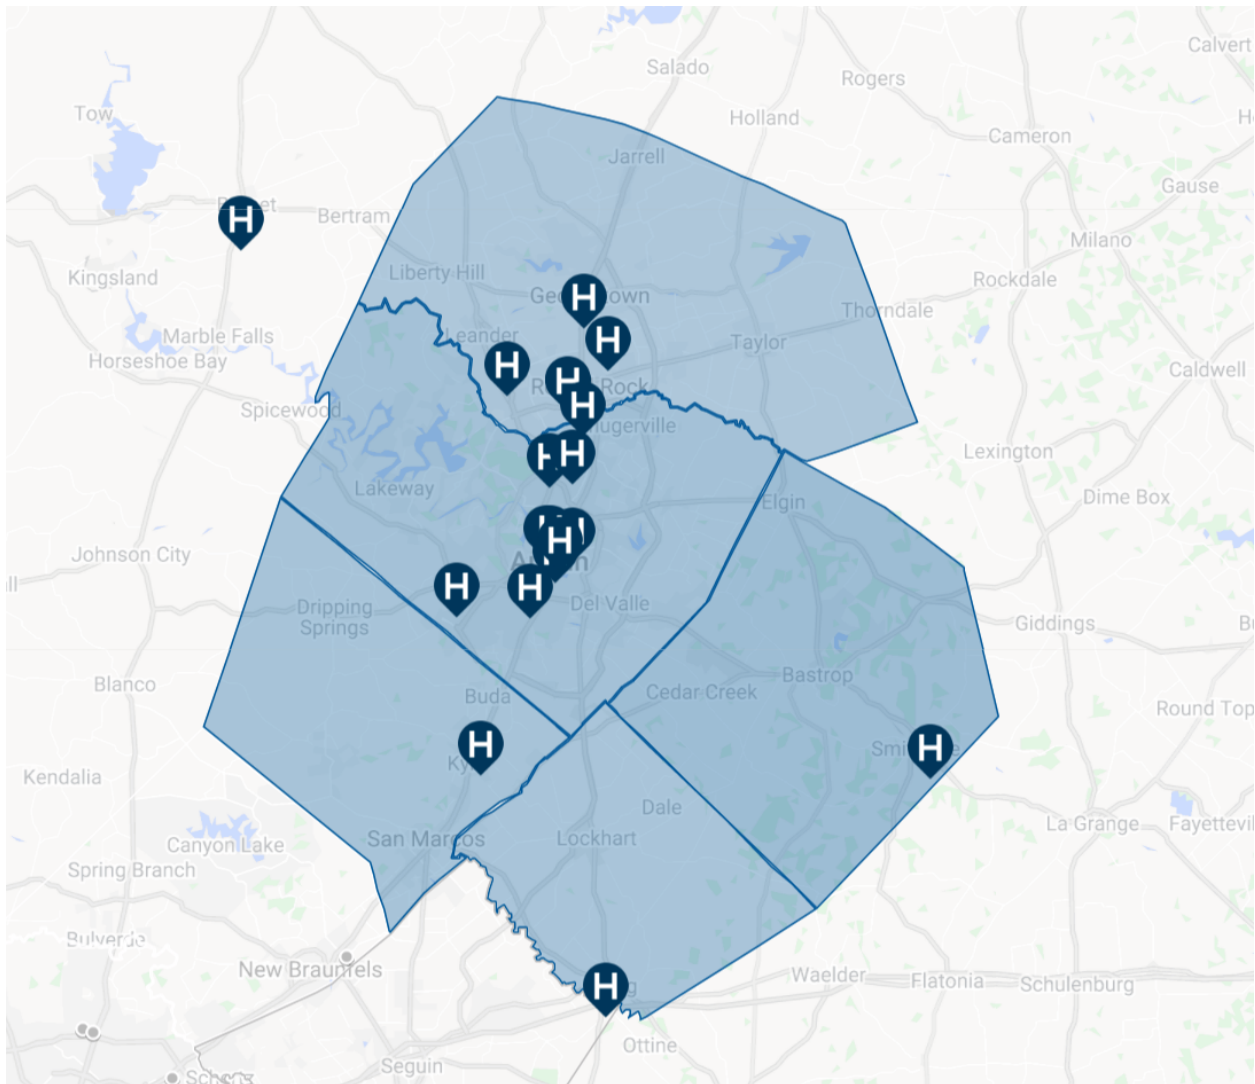 Calvert
Salado
Rogers
Tow
Holland
Cameron
Jarrell
Gause
H
Bertram
Milano
Liberty Hill
Kingsland
Rockdale
H
Thorndale
Marble Falls
Leander
H
Taylor
Horseshoe Bay
H
Caldwell
H
Rock
Spicewood
H
Lexington
H
H
Lakeway
Dime Box
Elgin
Johnson City
H
H
H
Dripping
Springs
Del Valle
Giddings
Blanco
Buda
Cedar Creek
Bastrop
Round Top
H
H
Kendalia
Dale
La Grange
Canyon Lake
San Marcos
Lockhart
Spring Branch
Bulverde
New Braunfels
Waelder
Flatonia
Schulenburg
H
Ottine
Seguin